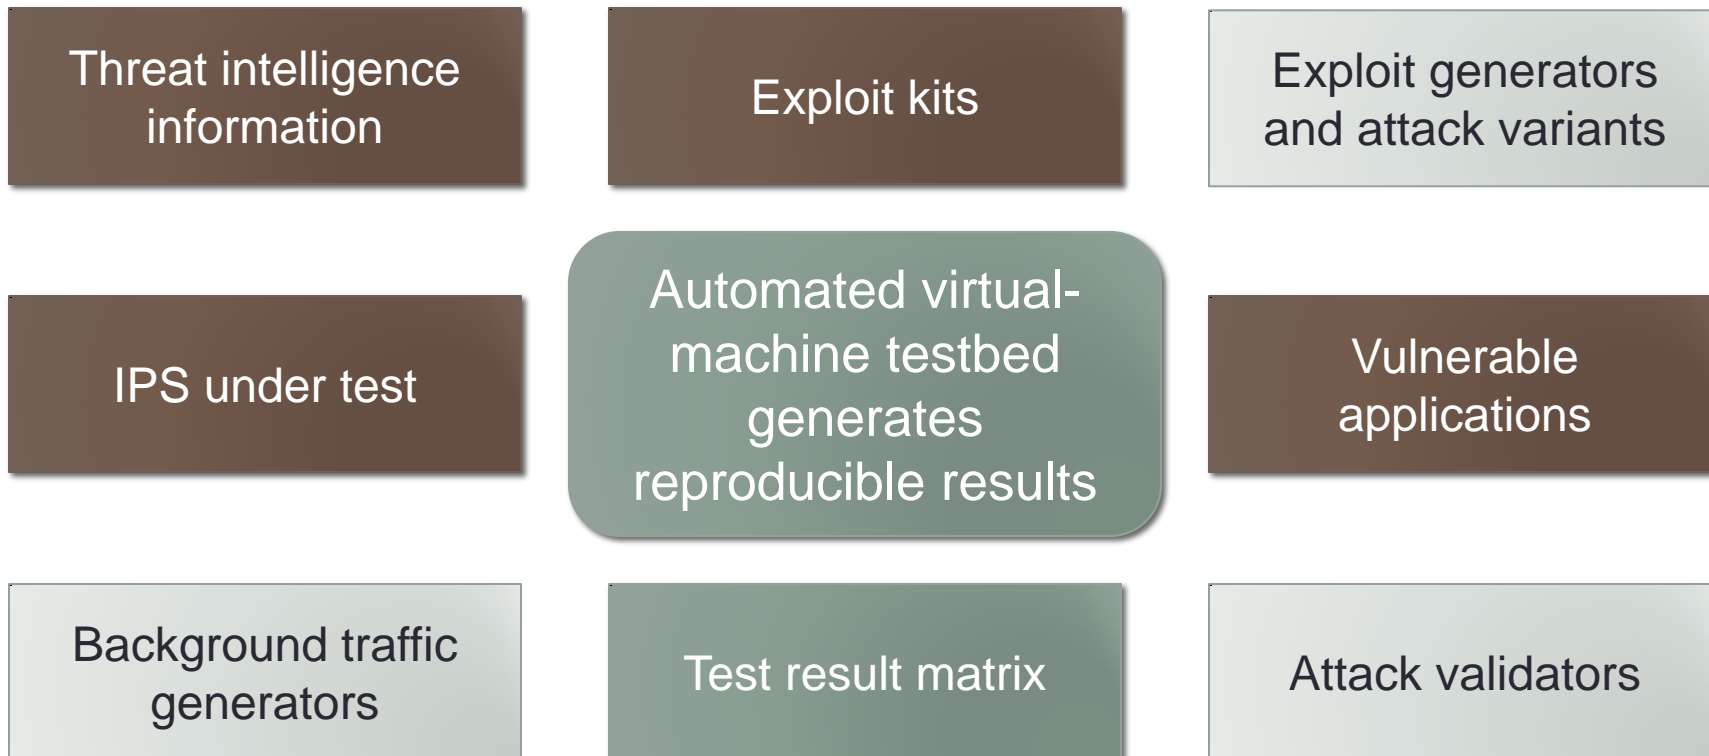 Threat intelligence
information
Exploit kits
Exploit generators
and attack variants
IPS under test
Automated virtual-
machine testbed
generates
reproducible results
Vulnerable
applications
Background traffic
generators
Test result matrix
Attack validators